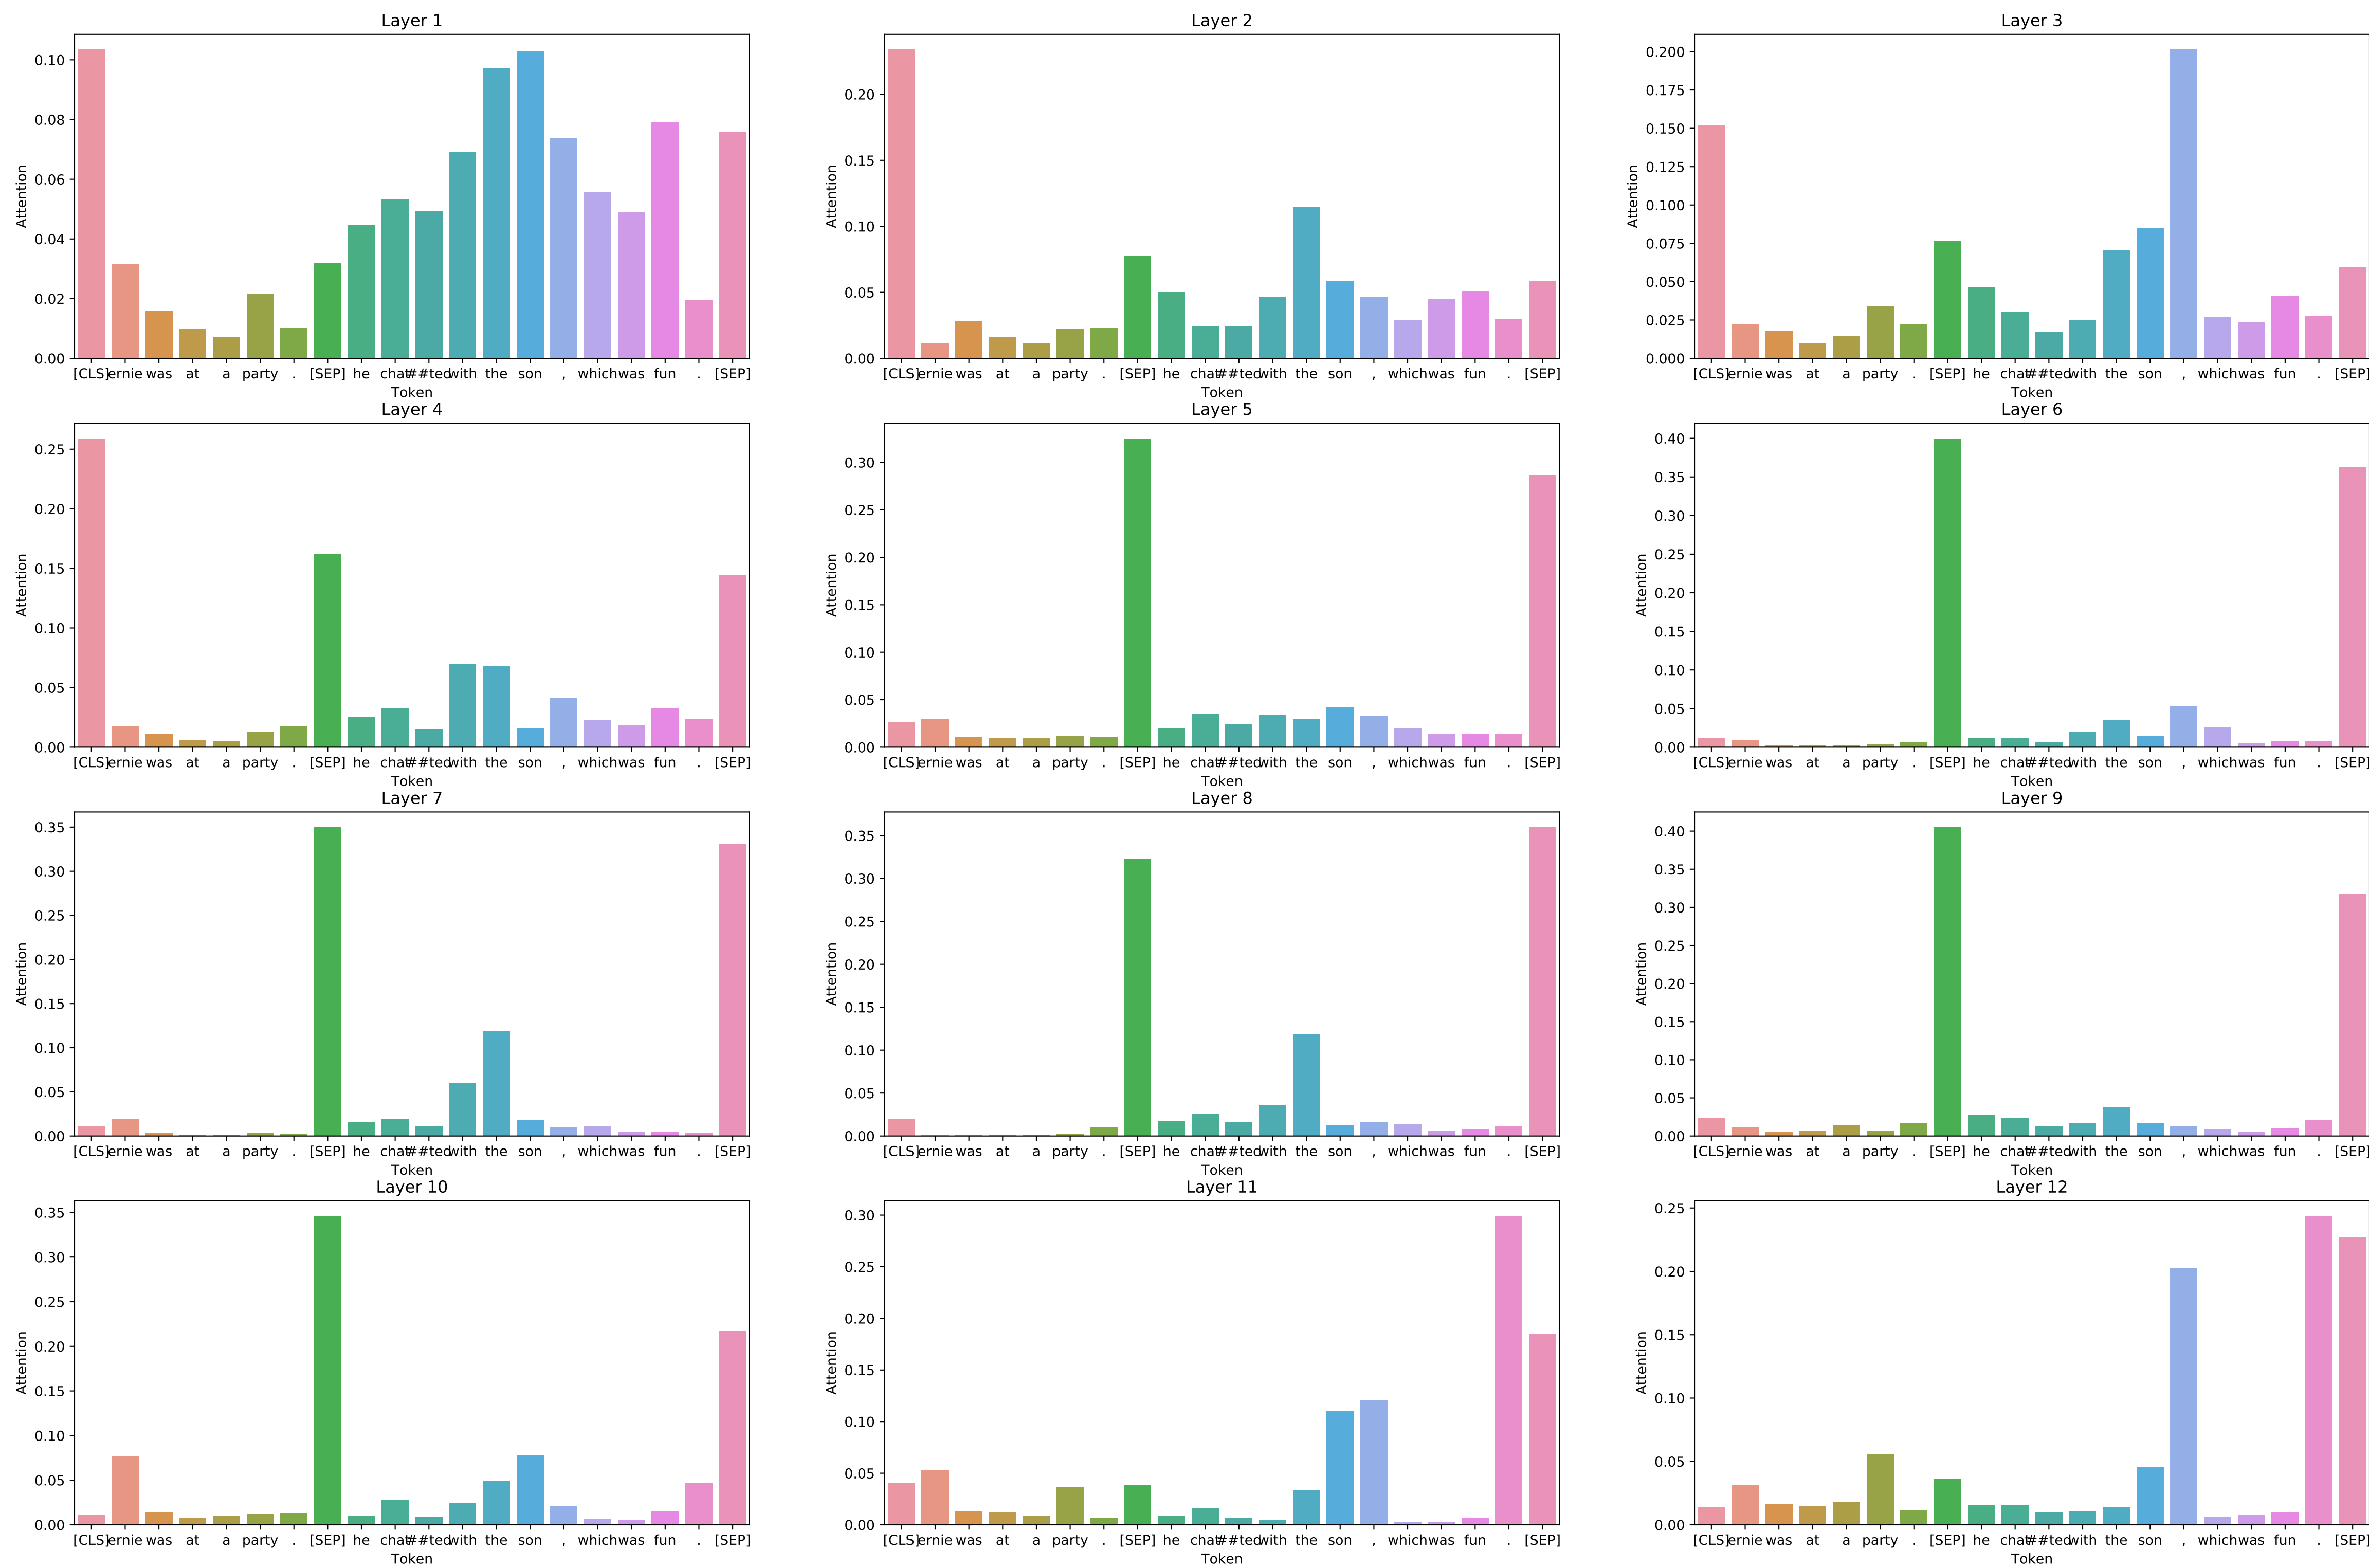 Layer 1 Layer 2 Layer 3
Attention Attention Attention
0.10 0.20 0.200
0.08 0.15 0.175
0.06 0.10 0.150
0.04 0.05 0.125
0.02 0.00 0.100
0.00 0.075
0.050
0.025
0.000
[CLS] ernie was at a party . [SEP] he chat ##ted with the son , which was fun . [SEP]
[CLS] ernie was at a party . [SEP] he chat ##ted with the son , which was fun . [SEP]
[CLS] ernie was at a party . [SEP] he chat ##ted with the son , which was fun . [SEP]
Token Token Token
Layer 4 Layer 5 Layer 6
Attention Attention Attention
0.25 0.30 0.40
0.20 0.25 0.35
0.15 0.20 0.30
0.10 0.15 0.25
0.05 0.10 0.20
0.00 0.05 0.15
0.00 0.10
0.05
0.00
[CLS] ernie was at a party . [SEP] he chat ##ted with the son , which was fun . [SEP]
[CLS] ernie was at a party . [SEP] he chat ##ted with the son , which was fun . [SEP]
[CLS] ernie was at a party . [SEP] he chat ##ted with the son , which was fun . [SEP]
Token Token Token
Layer 7 Layer 8 Layer 9
Attention Attention Attention
0.35 0.35 0.40
0.30 0.30 0.35
0.25 0.25 0.30
0.20 0.20 0.25
0.15 0.15 0.20
0.10 0.10 0.15
0.05 0.05 0.10
0.00 0.00 0.05
0.00
[CLS] ernie was at a party . [SEP] he chat ##ted with the son , which was fun . [SEP]
[CLS] ernie was at a party . [SEP] he chat ##ted with the son , which was fun . [SEP]
[CLS] ernie was at a party . [SEP] he chat ##ted with the son , which was fun . [SEP]
Token Token Token
Layer 10 Layer 11 Layer 12
Attention Attention Attention
0.35 0.30 0.25
0.30 0.25 0.20
0.25 0.20 0.15
0.20 0.15 0.10
0.15 0.10 0.05
0.10 0.05 0.00
0.05 0.00
0.00
[CLS] ernie was at a party . [SEP] he chat ##ted with the son , which was fun . [SEP]
[CLS] ernie was at a party . [SEP] he chat ##ted with the son , which was fun . [SEP]
[CLS] ernie was at a party . [SEP] he chat ##ted with the son , which was fun . [SEP]
Token Token Token